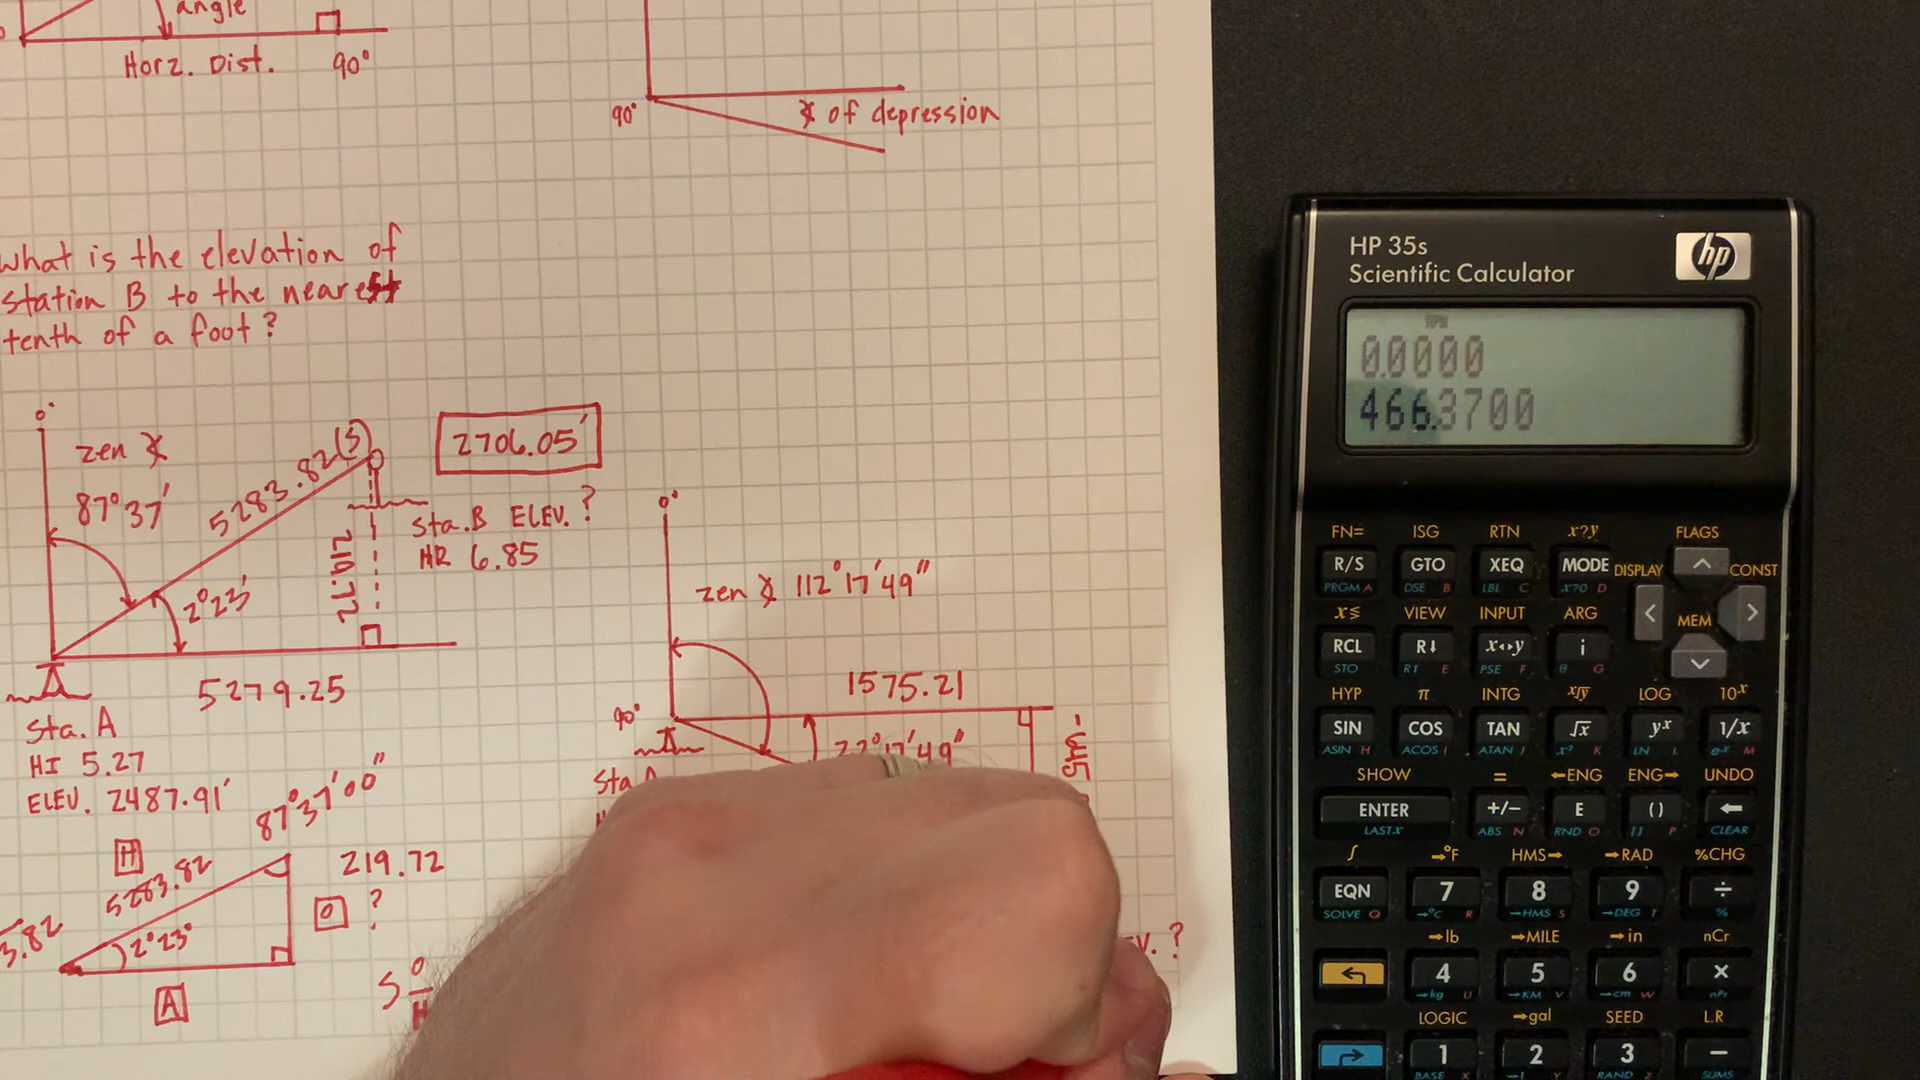 angle
Horz. Dist. 90°
90° ∡ of depression
what is the elevation of
station B to the nearest
tenth of a foot?
0°
zen ∡
87°37'
5283.82(S)
2706.05'
Sta.B ELEV. ?
HR 6.85
219.72
2°23'
5279.25
Sta. A
HI 5.27
ELEV. 2487.91'
87°37'00"
H
5283.82
219.72
O ?
3.82
2°23°
A
S O
H
0°
zen ∡ 112°17'49"
1575.21
90°
22°17'49"
Sta.
V. ?
hp
HP 35s
Scientific Calculator
RPN
0.0000
466.3700
FN= ISG RTN x?y FLAGS
R/S GTO XEQ MODE DISPLAY CONST
PRGM A DSE B LBL C x?0 D
x≤ VIEW INPUT ARG MEM
RCL R↓ x↔y i
STO R↑ E PSE F θ G
HYP π INTG x√y LOG 10ˣ
SIN COS TAN √x yˣ 1/x
ASIN H ACOS I ATAN J x² K LN L eˣ M
SHOW = ←ENG ENG→ UNDO
ENTER +/− E () ←
LASTx ABS N RND O [] P CLEAR
∫ →°F HMS→ →RAD %CHG
EQN 7 8 9 ÷
SOLVE Q →°C R →HMS S →DEG T %
→lb →MILE →in nCr
4 5 6 ×
→kg U →KM V →cm W nPr
LOGIC →gal SEED L.R
1 2 3 −
BASE X →l Y RAND Z SUMS